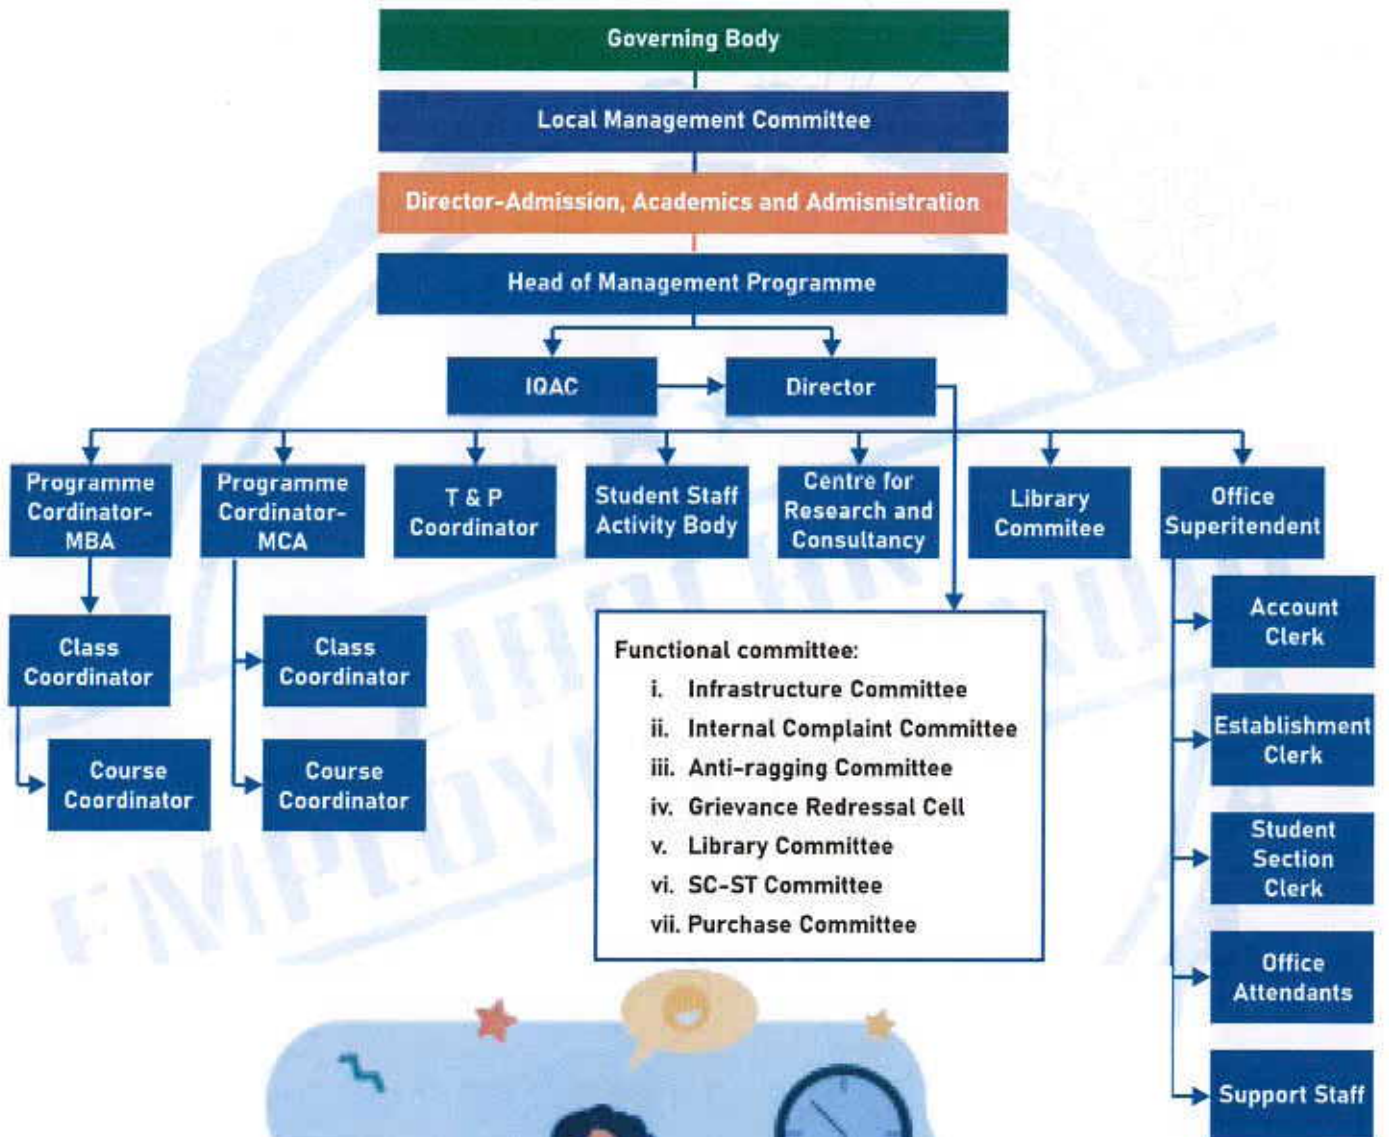 Governing Body
Local Management Committee
Director-Admission, Academics and Admisnistration
Head of Management Programme
IQAC
Director
Programme
Cordinator-
MBA
Programme
Cordinator-
MCA
T & P
Coordinator
Student Staff
Activity Body
Centre for
Research and
Consultancy
Library
Commitee
Office
Superitendent
Class
Coordinator
Course
Coordinator
Class
Coordinator
Course
Coordinator
Functional committee:
i. Infrastructure Committee
ii. Internal Complaint Committee
iii. Anti-ragging Committee
iv. Grievance Redressal Cell
v. Library Committee
vi. SC-ST Committee
vii. Purchase Committee
Account
Clerk
Establishment
Clerk
Student
Section
Clerk
Office
Attendants
Support Staff